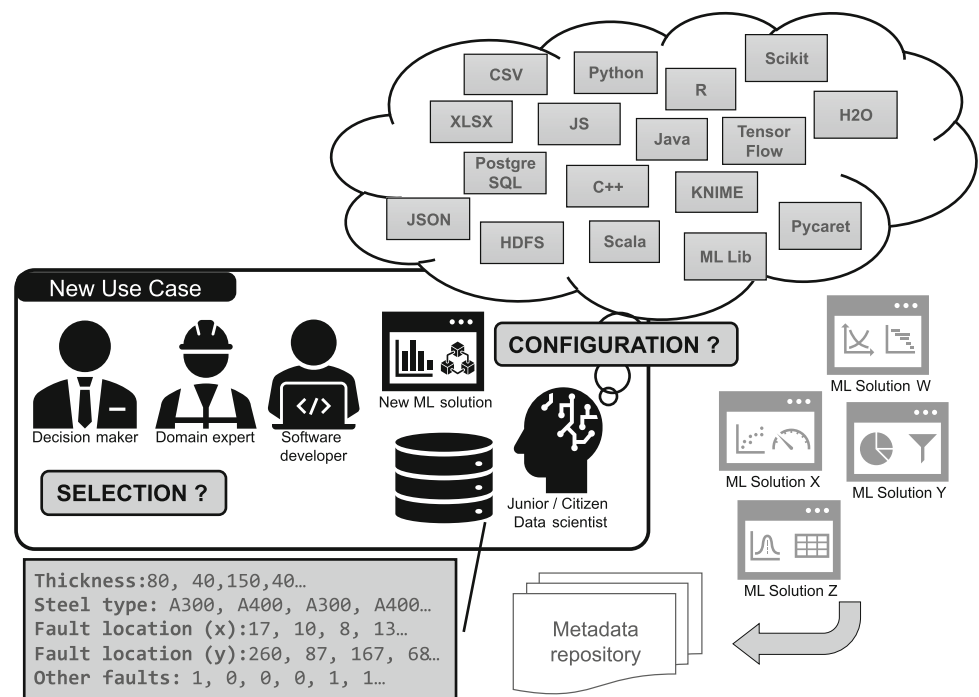 CSV
Python
R
Scikit
XLSX
JS
Java
Tensor
Flow
H2O
Postgre
SQL
C++
KNIME
JSON
HDFS
Scala
ML Lib
Pycaret
New Use Case
CONFIGURATION ?
</>
New ML solution
Decision maker
Domain expert
Software
developer
SELECTION ?
Junior / Citizen
Data scientist
ML Solution W
ML Solution X
ML Solution Y
ML Solution Z
Thickness:80, 40,150,40…
Steel type: A300, A400, A300, A400…
Fault location (x):17, 10, 8, 13…
Fault location (y):260, 87, 167, 68…
Other faults: 1, 0, 0, 0, 1, 1…
Metadata
repository